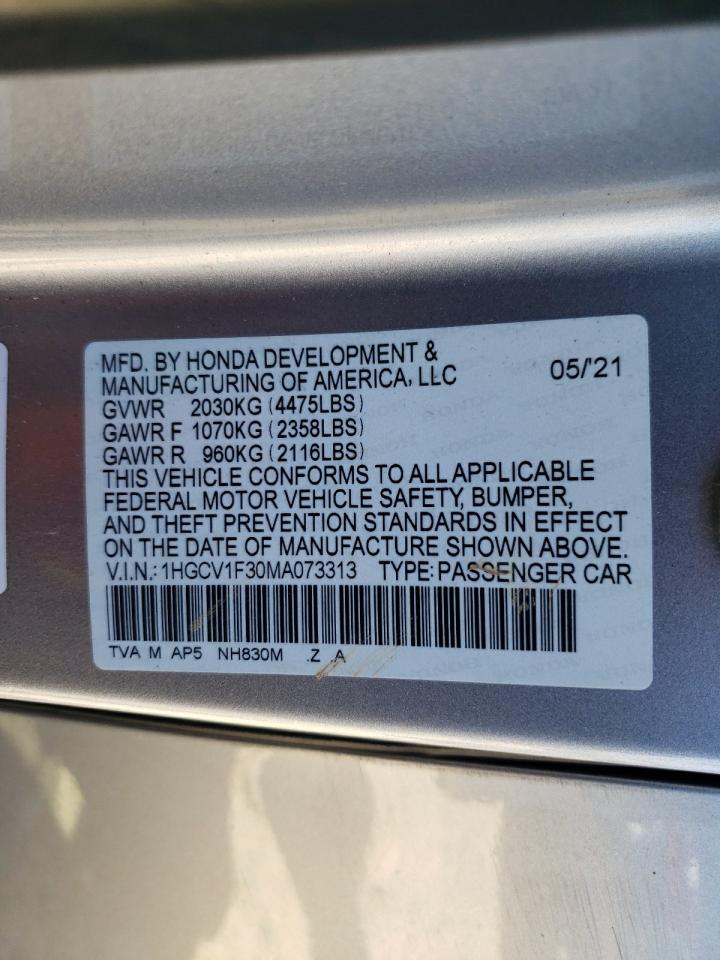 MFD. BY HONDA DEVELOPMENT &
MANUFACTURING OF AMERICA, LLC 05/'21
GVWR 2030KG (4475LBS)
GAWR F 1070KG (2358LBS)
GAWR R 960KG (2116LBS)
THIS VEHICLE CONFORMS TO ALL APPLICABLE
FEDERAL MOTOR VEHICLE SAFETY, BUMPER,
AND THEFT PREVENTION STANDARDS IN EFFECT
ON THE DATE OF MANUFACTURE SHOWN ABOVE.
V.I.N.: 1HGCV1F30MA073313 TYPE: PASSENGER CAR
TVA M AP5 NH830M .Z A